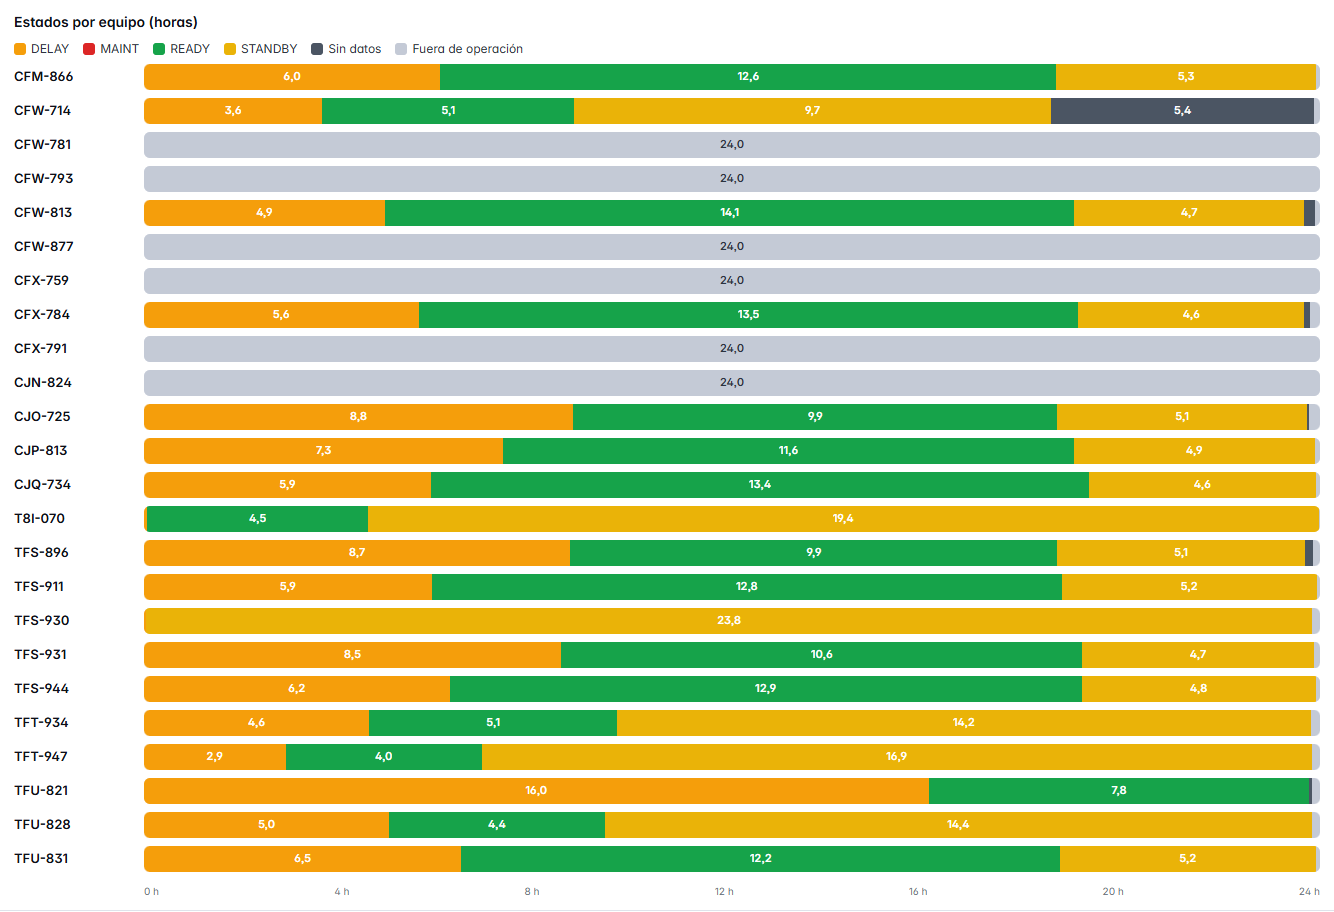 Estados por equipo (horas)
DELAY MAINT READY STANDBY Sin datos Fuera de operación
CFM-866 6,0 12,6 5,3
CFW-714 3,6 5,1 9,7 5,4
CFW-781 24,0
CFW-793 24,0
CFW-813 4,9 14,1 4,7
CFW-877 24,0
CFX-759 24,0
CFX-784 5,6 13,5 4,6
CFX-791 24,0
CJN-824 24,0
CJO-725 8,8 9,9 5,1
CJP-813 7,3 11,6 4,9
CJQ-734 5,9 13,4 4,6
T8I-070 4,5 19,4
TFS-896 8,7 9,9 5,1
TFS-911 5,9 12,8 5,2
TFS-930 23,8
TFS-931 8,5 10,6 4,7
TFS-944 6,2 12,9 4,8
TFT-934 4,6 5,1 14,2
TFT-947 2,9 4,0 16,9
TFU-821 16,0 7,8
TFU-828 5,0 4,4 14,4
TFU-831 6,5 12,2 5,2
0 h 4 h 8 h 12 h 16 h 20 h 24 h